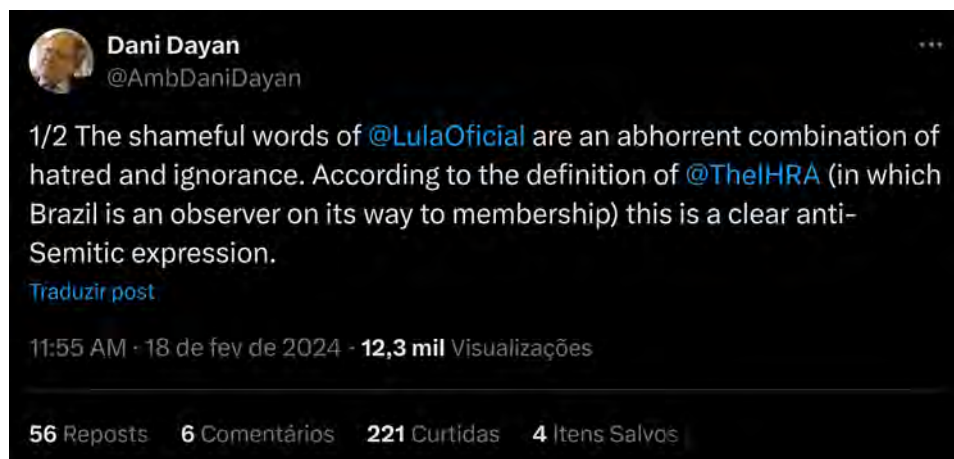 Dani Dayan
@AmbDaniDayan
1/2 The shameful words of @LulaOficial are an abhorrent combination of
hatred and ignorance. According to the definition of @TheIHRA (in which
Brazil is an observer on its way to membership) this is a clear anti-
Semitic expression.
Traduzir post
11:55 AM · 18 de fev de 2024 · 12,3 mil Visualizações
56 Reposts 6 Comentários 221 Curtidas 4 Itens Salvos